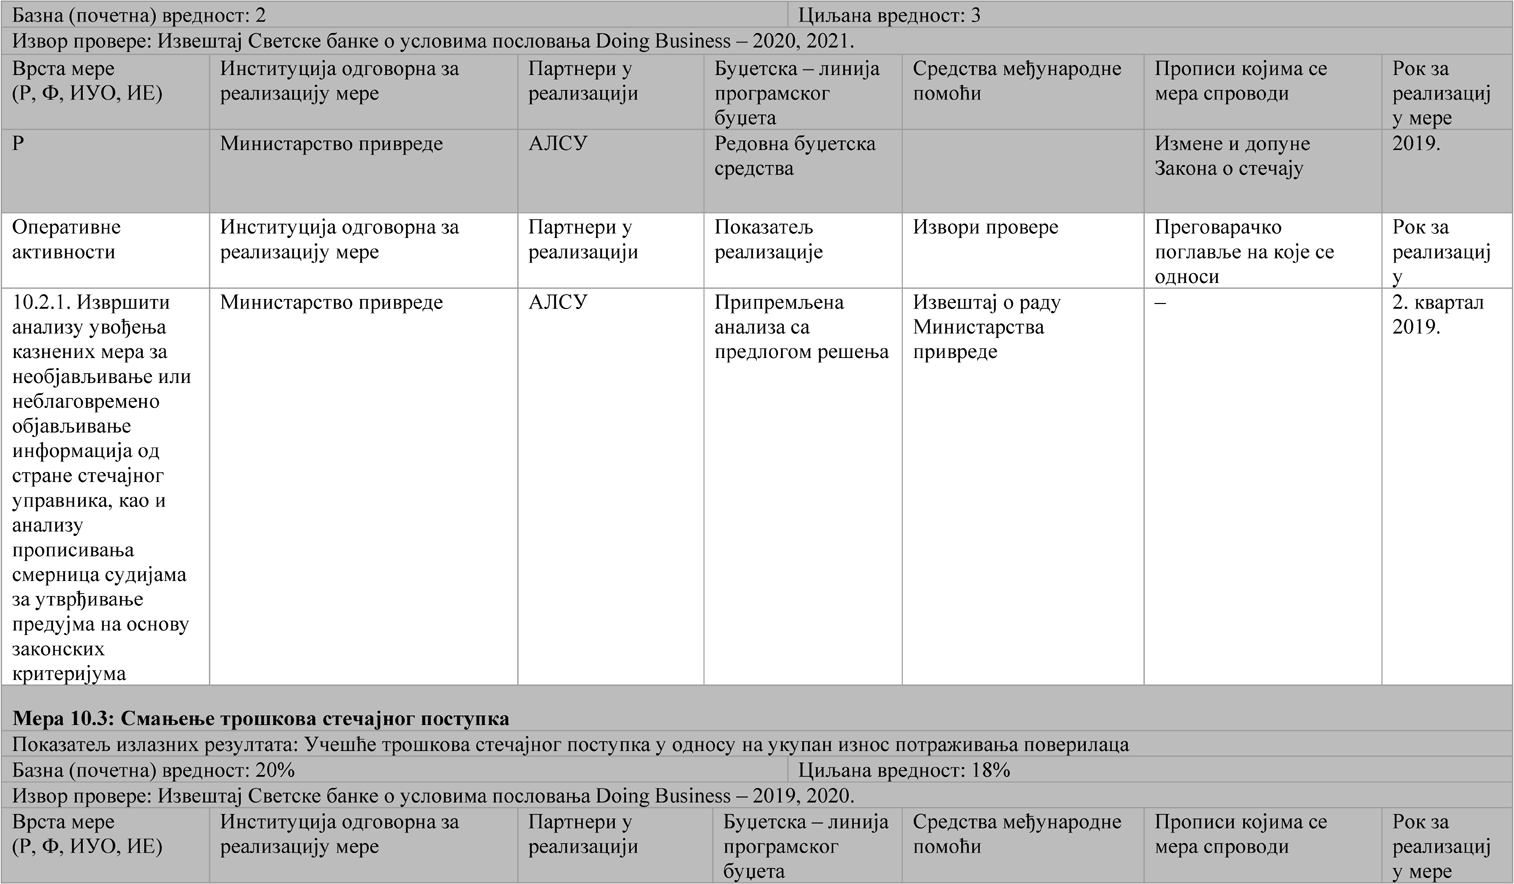 Базна (почетна) вредност: 2
Циљана вредност: 3
Извор провере: Извештај Светске банке о условима пословања Doing Business – 2020, 2021.
Врста мере
(Р, Ф, ИУО, ИЕ)
Институција одговорна за
реализацију мере
Партнери у
реализацији
Буџетска – линија
програмског
буџета
Средства међународне
помоћи
Прописи којима се
мера спроводи
Рок за
реализациј
у мере
Р
Министарство привреде
АЛСУ
Редовна буџетска
средства
Измене и допуне
Закона о стечају
2019.
Оперативне
активности
Институција одговорна за
реализацију мере
Партнери у
реализацији
Показатељ
реализације
Извори провере
Преговарачко
поглавље на које се
односи
Рок за
реализациј
у
10.2.1. Извршити
анализу увођења
казнених мера за
необјављивање или
неблаговремено
објављивање
информација од
стране стечајног
управника, као и
анализу
прописивања
смерница судијама
за утврђивање
предујма на основу
законских
критеријума
Министарство привреде
АЛСУ
Припремљена
анализа са
предлогом решења
Извештај о раду
Министарства
привреде
–
2. квартал
2019.
Мера 10.3: Смањење трошкова стечајног поступка
Показатељ излазних резултата: Учешће трошкова стечајног поступка у односу на укупан износ потраживања поверилаца
Базна (почетна) вредност: 20%
Циљана вредност: 18%
Извор провере: Извештај Светске банке о условима пословања Doing Business – 2019, 2020.
Врста мере
(Р, Ф, ИУО, ИЕ)
Институција одговорна за
реализацију мере
Партнери у
реализацији
Буџетска – линија
програмског
буџета
Средства међународне
помоћи
Прописи којима се
мера спроводи
Рок за
реализациј
у мере